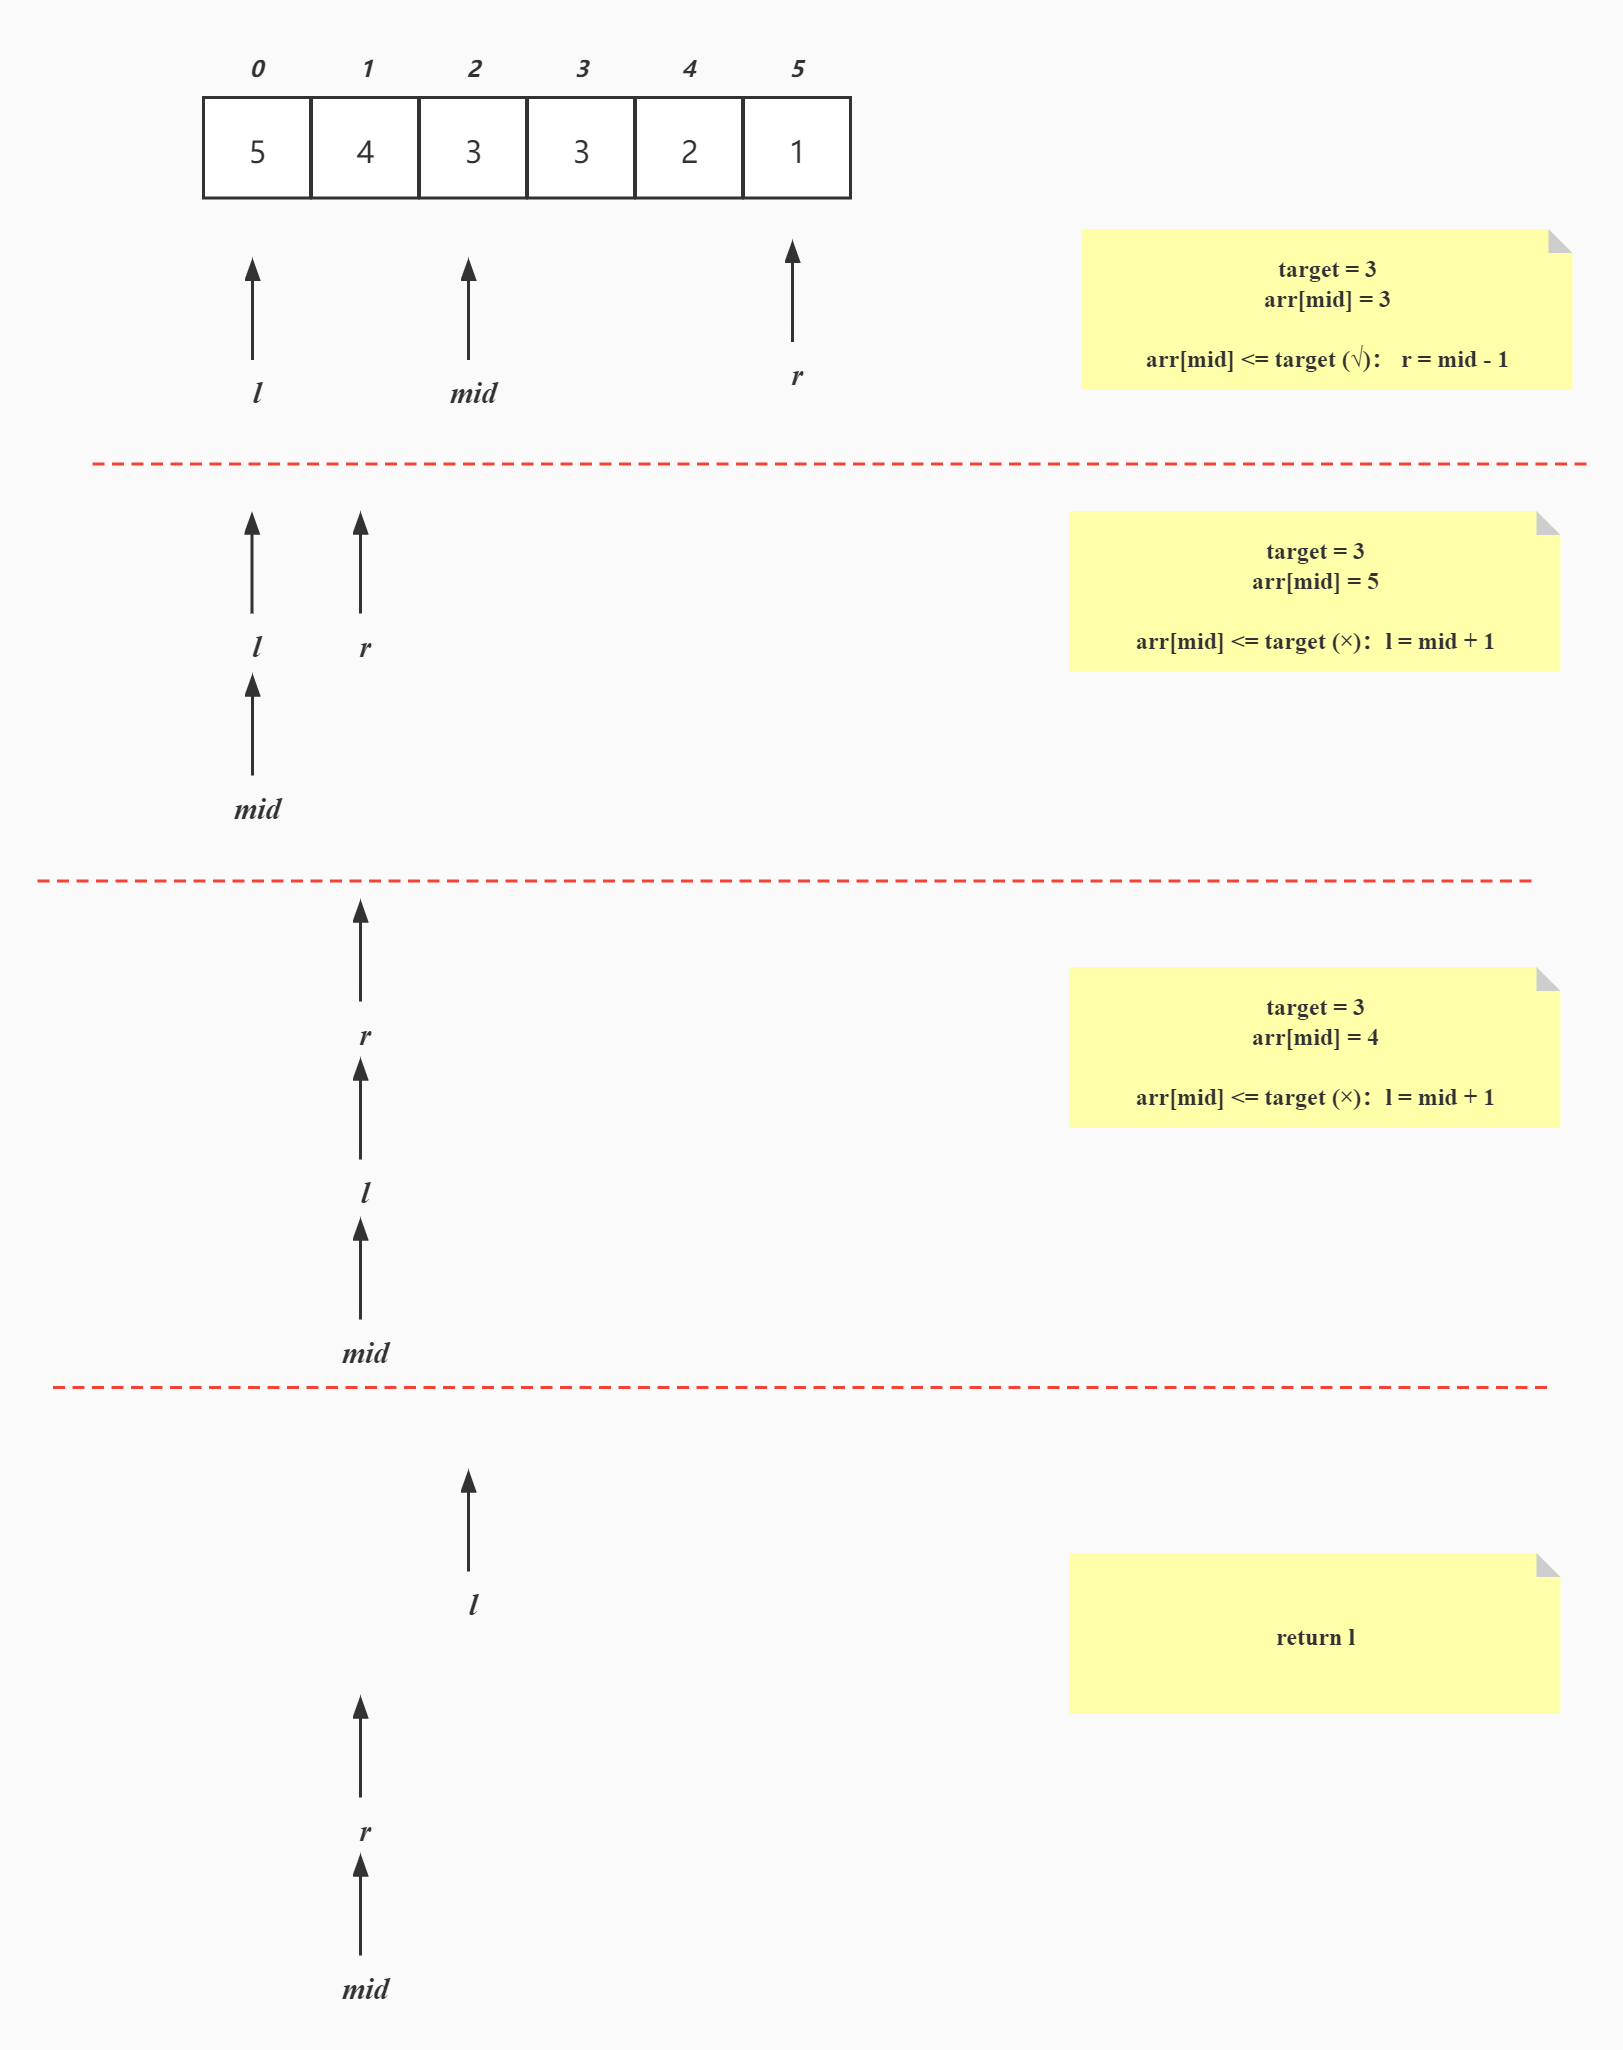 0 1 2 3 4 5
5 4 3 3 2 1
l mid r
target = 3
arr[mid] = 3
arr[mid] <= target (√)： r = mid - 1
l r
mid
target = 3
arr[mid] = 5
arr[mid] <= target (×)： l = mid + 1
r
l
mid
target = 3
arr[mid] = 4
arr[mid] <= target (×)： l = mid + 1
l
r
mid
return l